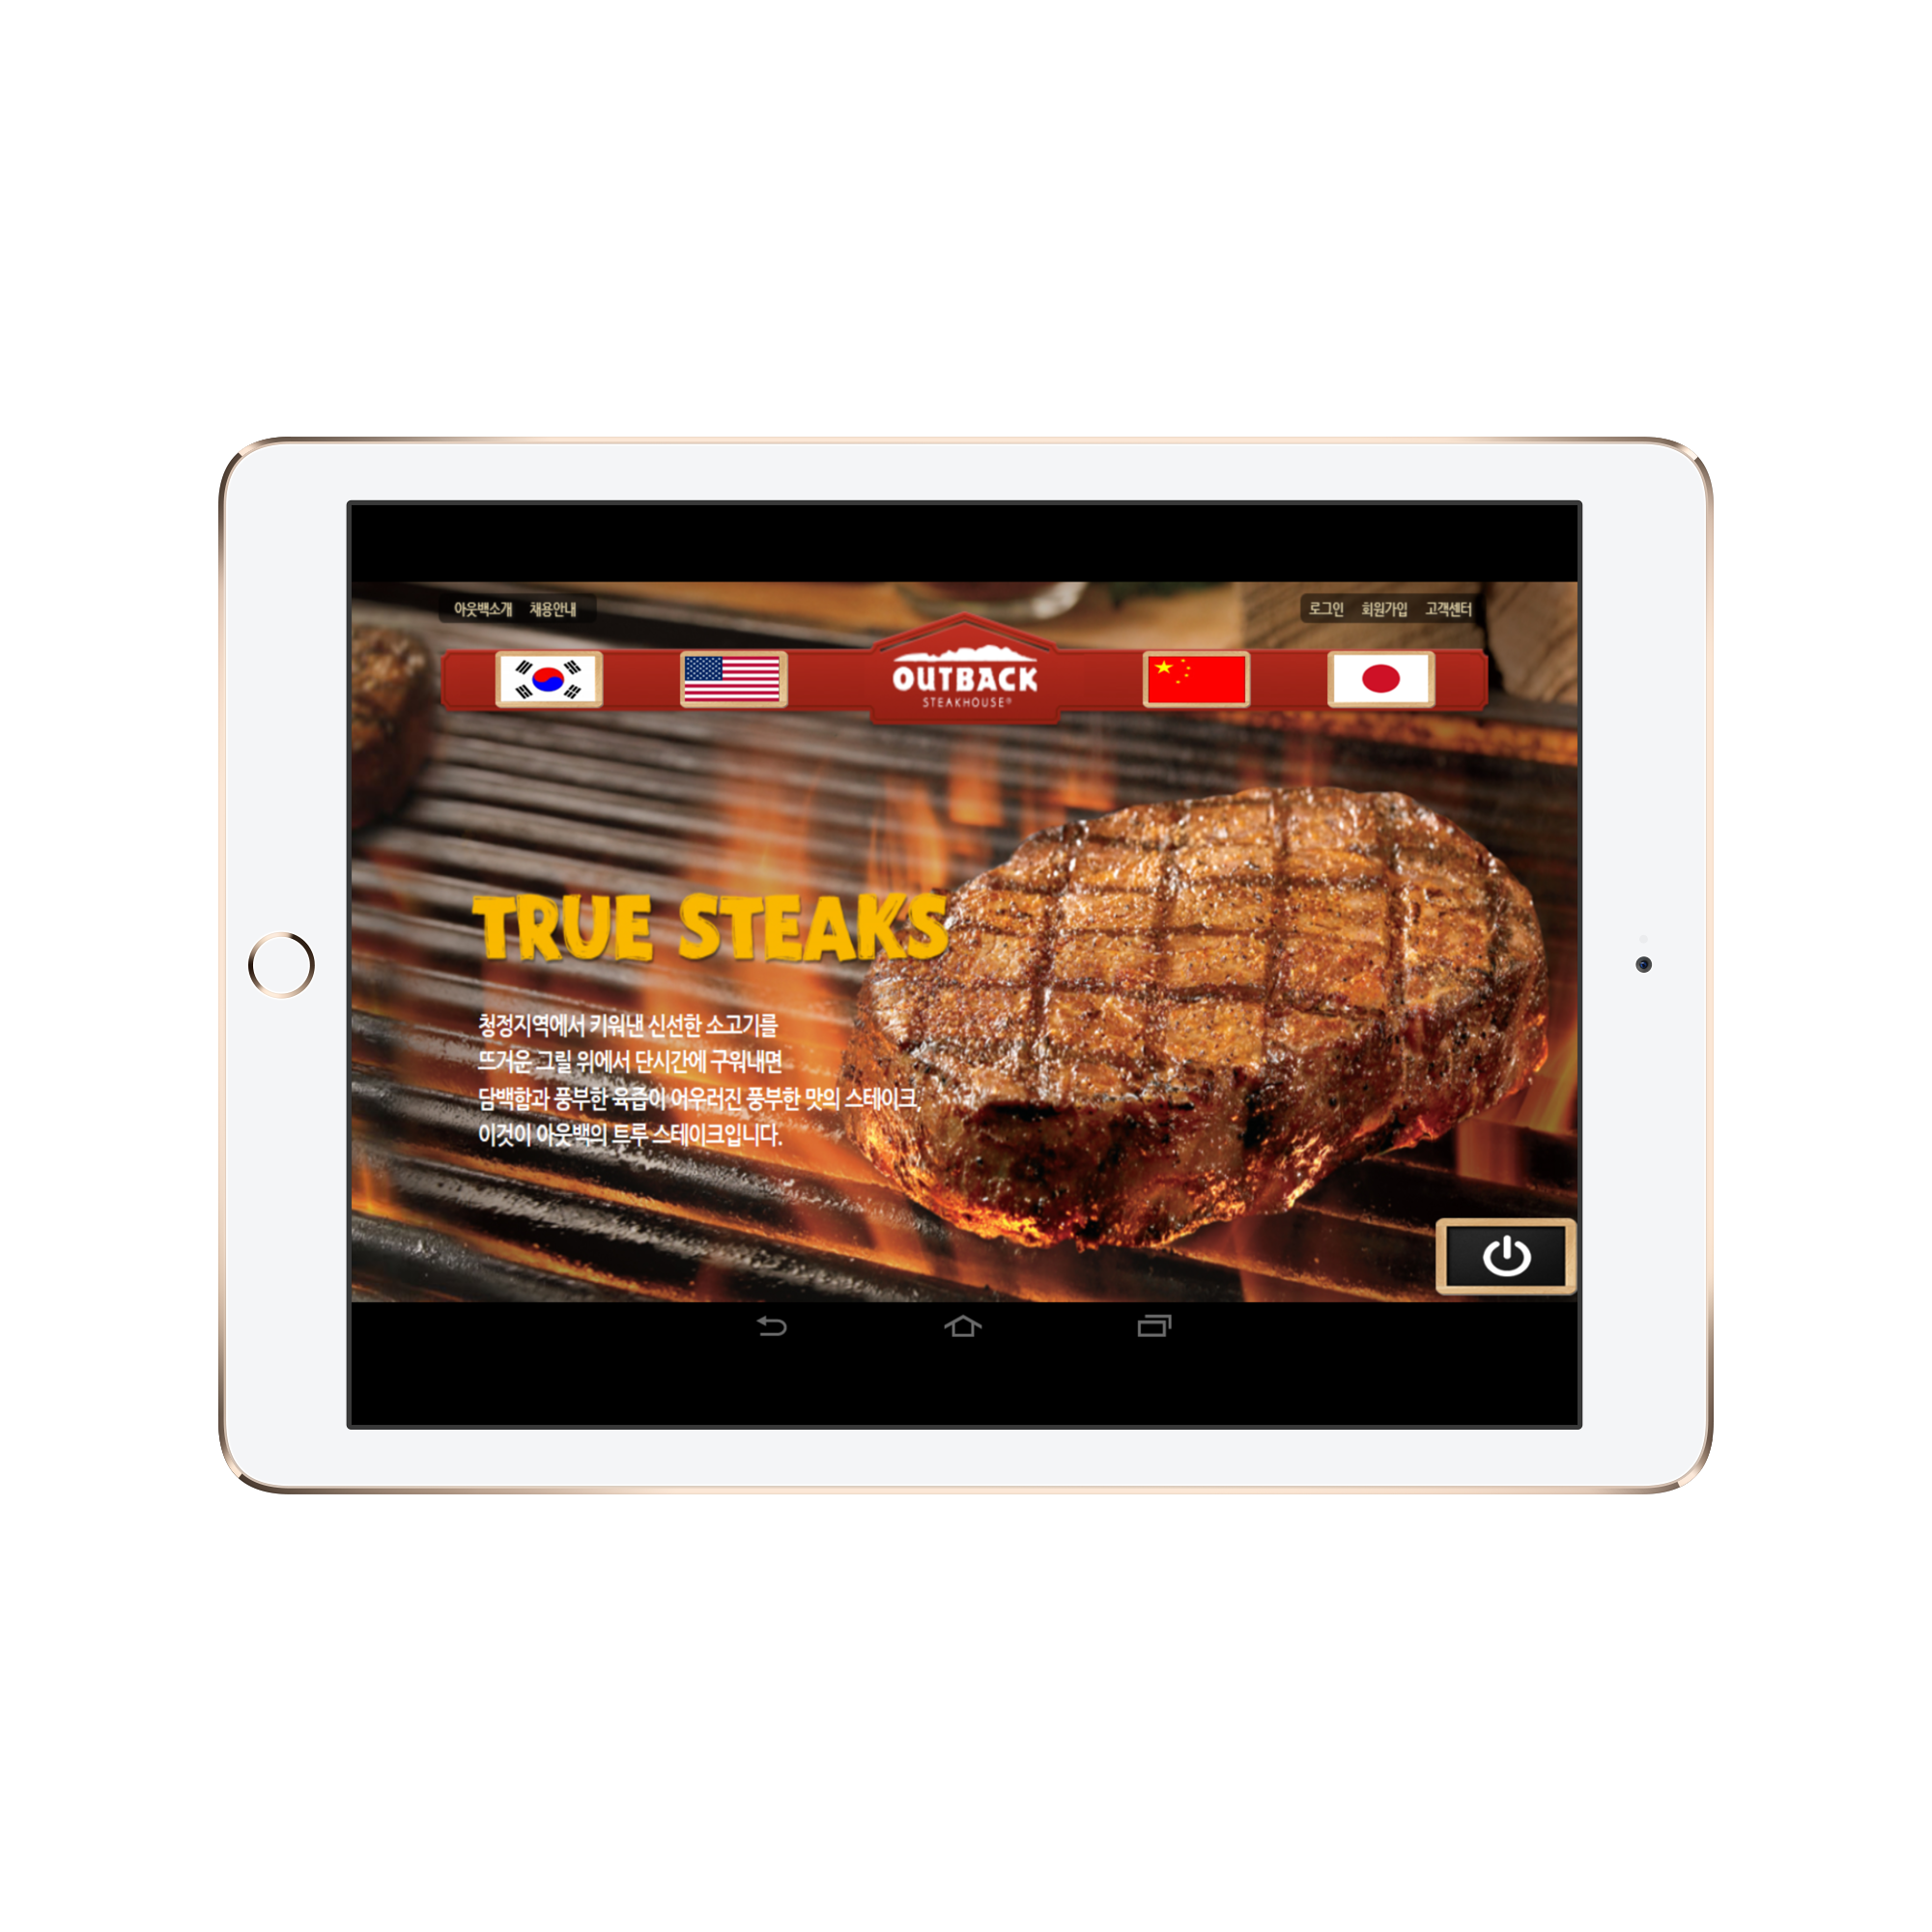 아웃백소개 채용안내
로그인 회원가입 고객센터
OUTBACK
STEAKHOUSE®
TRUE STEAKS
청정지역에서 키워낸 신선한 소고기를
뜨거운 그릴 위에서 단시간에 구워내면
담백함과 풍부한 육즙이 어우러진 풍부한 맛의 스테이크,
이것이 아웃백의 트루 스테이크입니다.